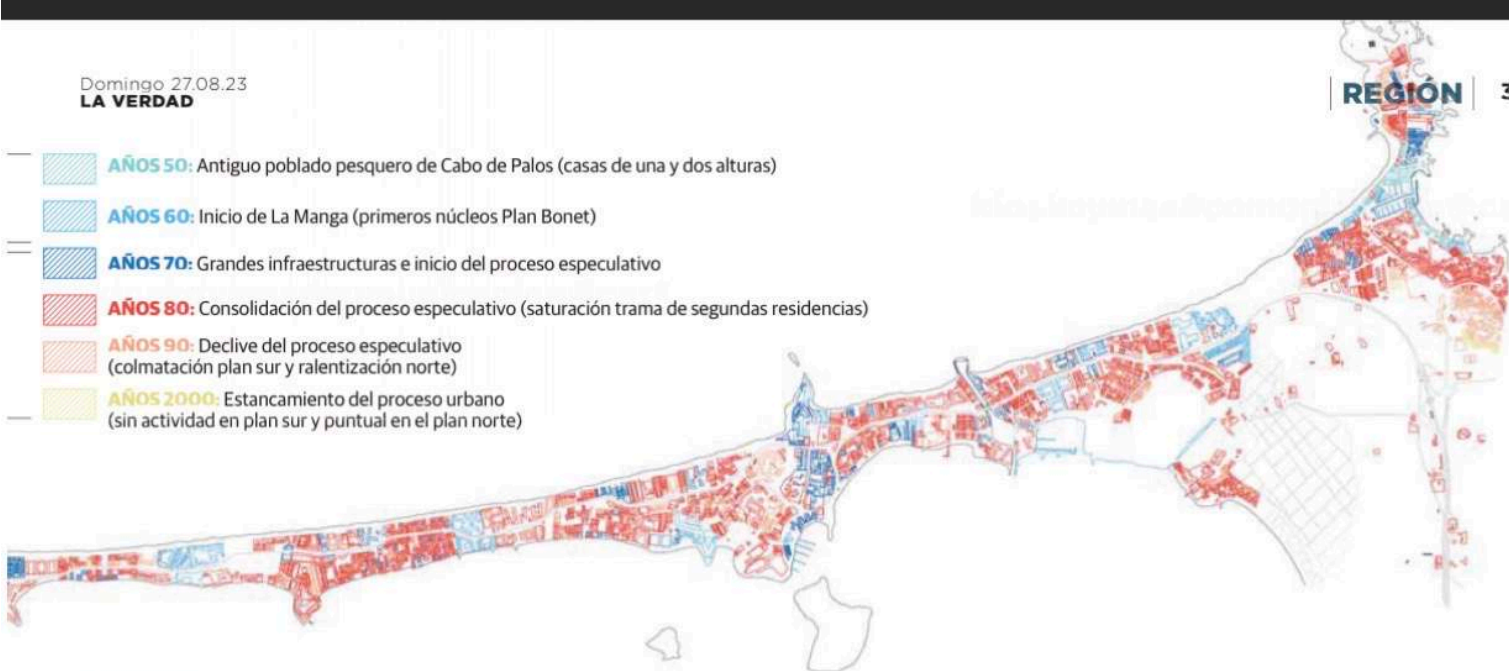 Domingo 27.08.23
LA VERDAD
REGIÓN
3
AÑOS 50: Antiguo poblado pesquero de Cabo de Palos (casas de una y dos alturas)
AÑOS 60: Inicio de La Manga (primeros núcleos Plan Bonet)
AÑOS 70: Grandes infraestructuras e inicio del proceso especulativo
AÑOS 80: Consolidación del proceso especulativo (saturación trama de segundas residencias)
AÑOS 90: Declive del proceso especulativo
(colmatación plan sur y ralentización norte)
AÑOS 2000: Estancamiento del proceso urbano
(sin actividad en plan sur y puntual en el plan norte)